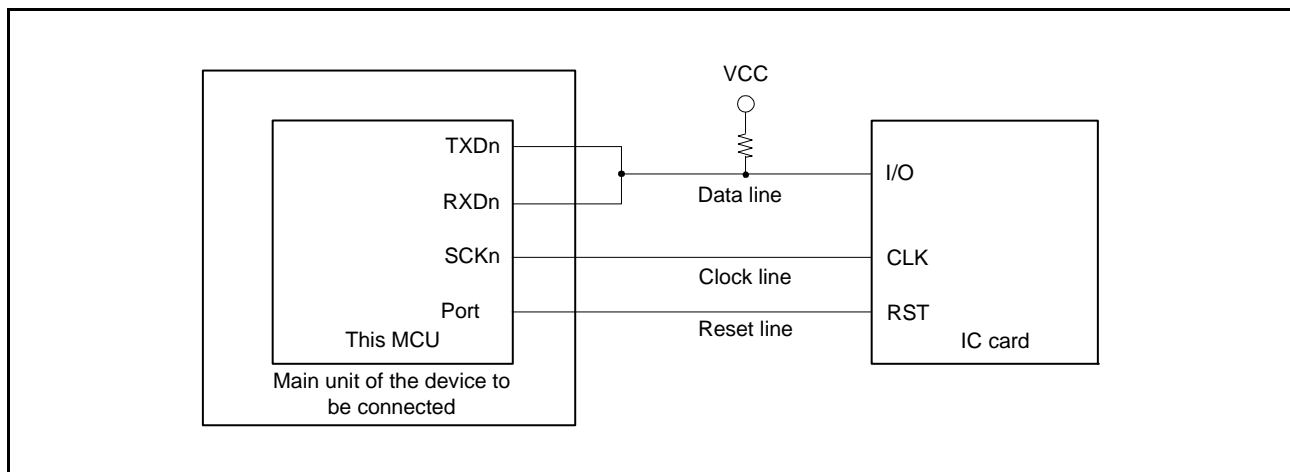 VCC
TXDn
I/O
Data line
RXDn
SCKn
CLK
Clock line
Port
RST
Reset line
This MCU
IC card
Main unit of the device to
be connected